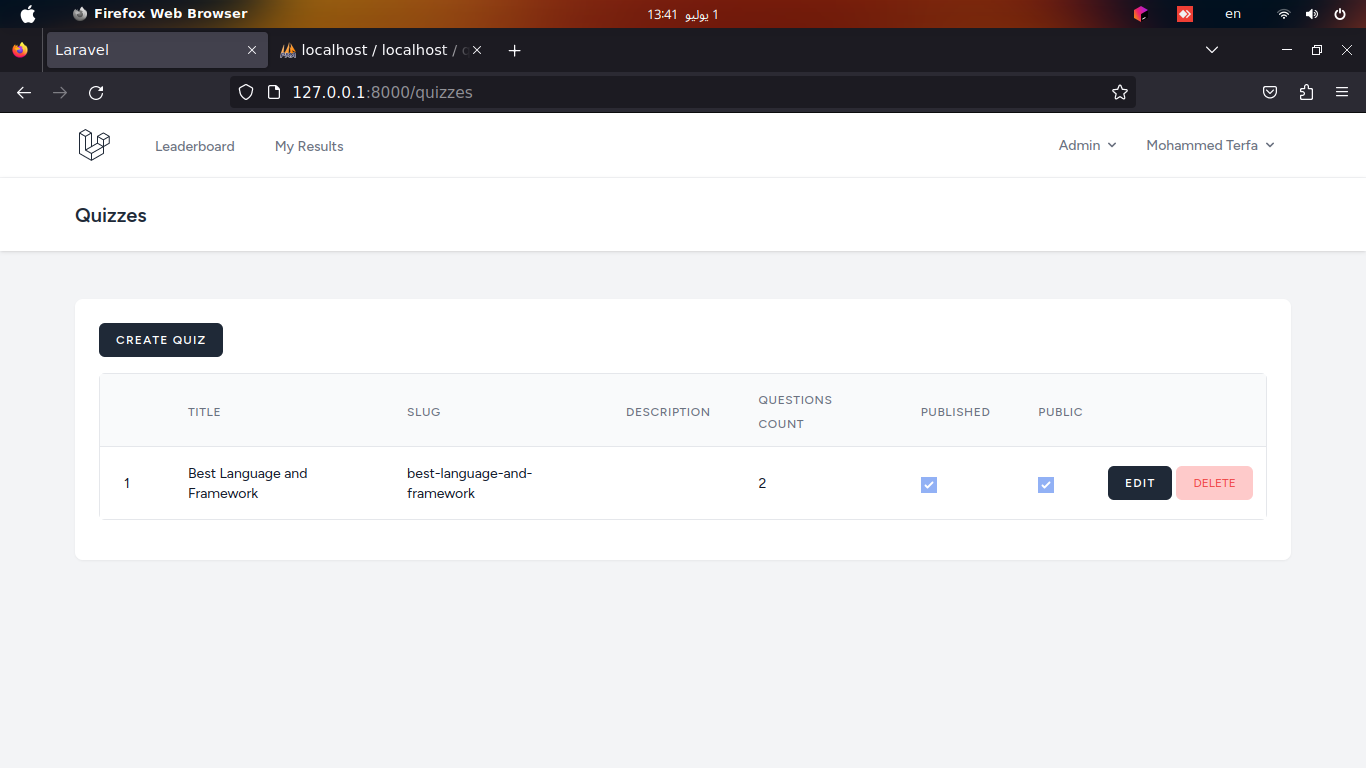 Firefox Web Browser
1 يوليو 13:41
en
Laravel
localhost / localhost /
127.0.0.1:8000/quizzes
Leaderboard
My Results
Admin
Mohammed Terfa
Quizzes
CREATE QUIZ
TITLE
SLUG
DESCRIPTION
QUESTIONS
COUNT
PUBLISHED
PUBLIC
1
Best Language and
Framework
best-language-and-
framework
2
EDIT
DELETE